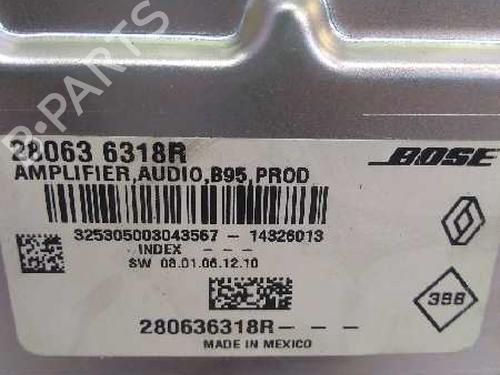 B-PARTS
28063 6318R
BOSE
AMPLIFIER,AUDIO,B95,PROD
325305003043567 - 14326013
INDEX - - -
SW 08.01.06.12.10
398
280636318R- - -
MADE IN MEXICO